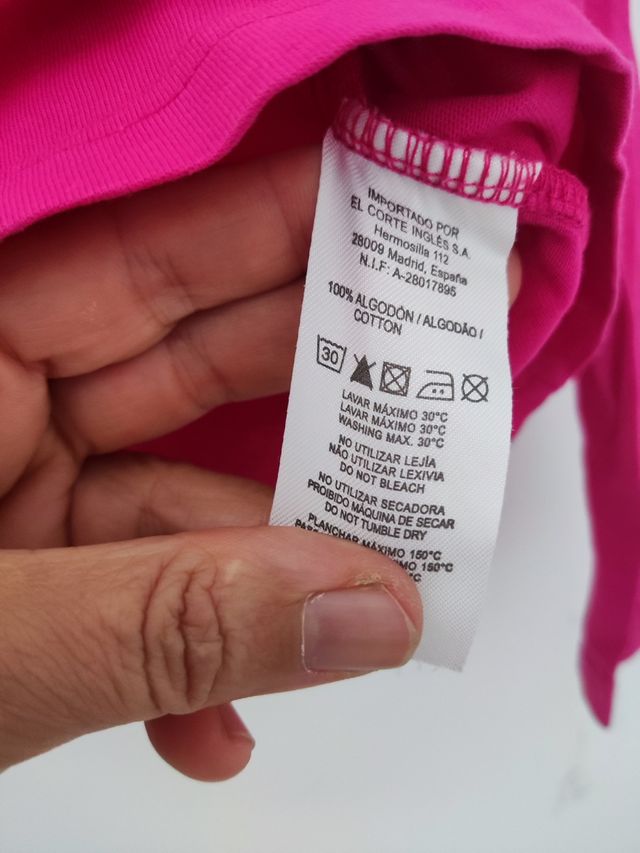 IMPORTADO POR
EL CORTE INGLÉS S.A.
Hermosilla 112
28009 Madrid, España
N.I.F: A-28017895
100% ALGODÓN / ALGODÃO /
COTTON
30
LAVAR MÁXIMO 30°C
LAVAR MÁXIMO 30°C
WASHING MAX. 30°C
NO UTILIZAR LEJÍA
NÃO UTILIZAR LEXIVIA
DO NOT BLEACH
NO UTILIZAR SECADORA
PROIBIDO MÁQUINA DE SECAR
DO NOT TUMBLE DRY
PLANCHAR MÁXIMO 150°C
150°C